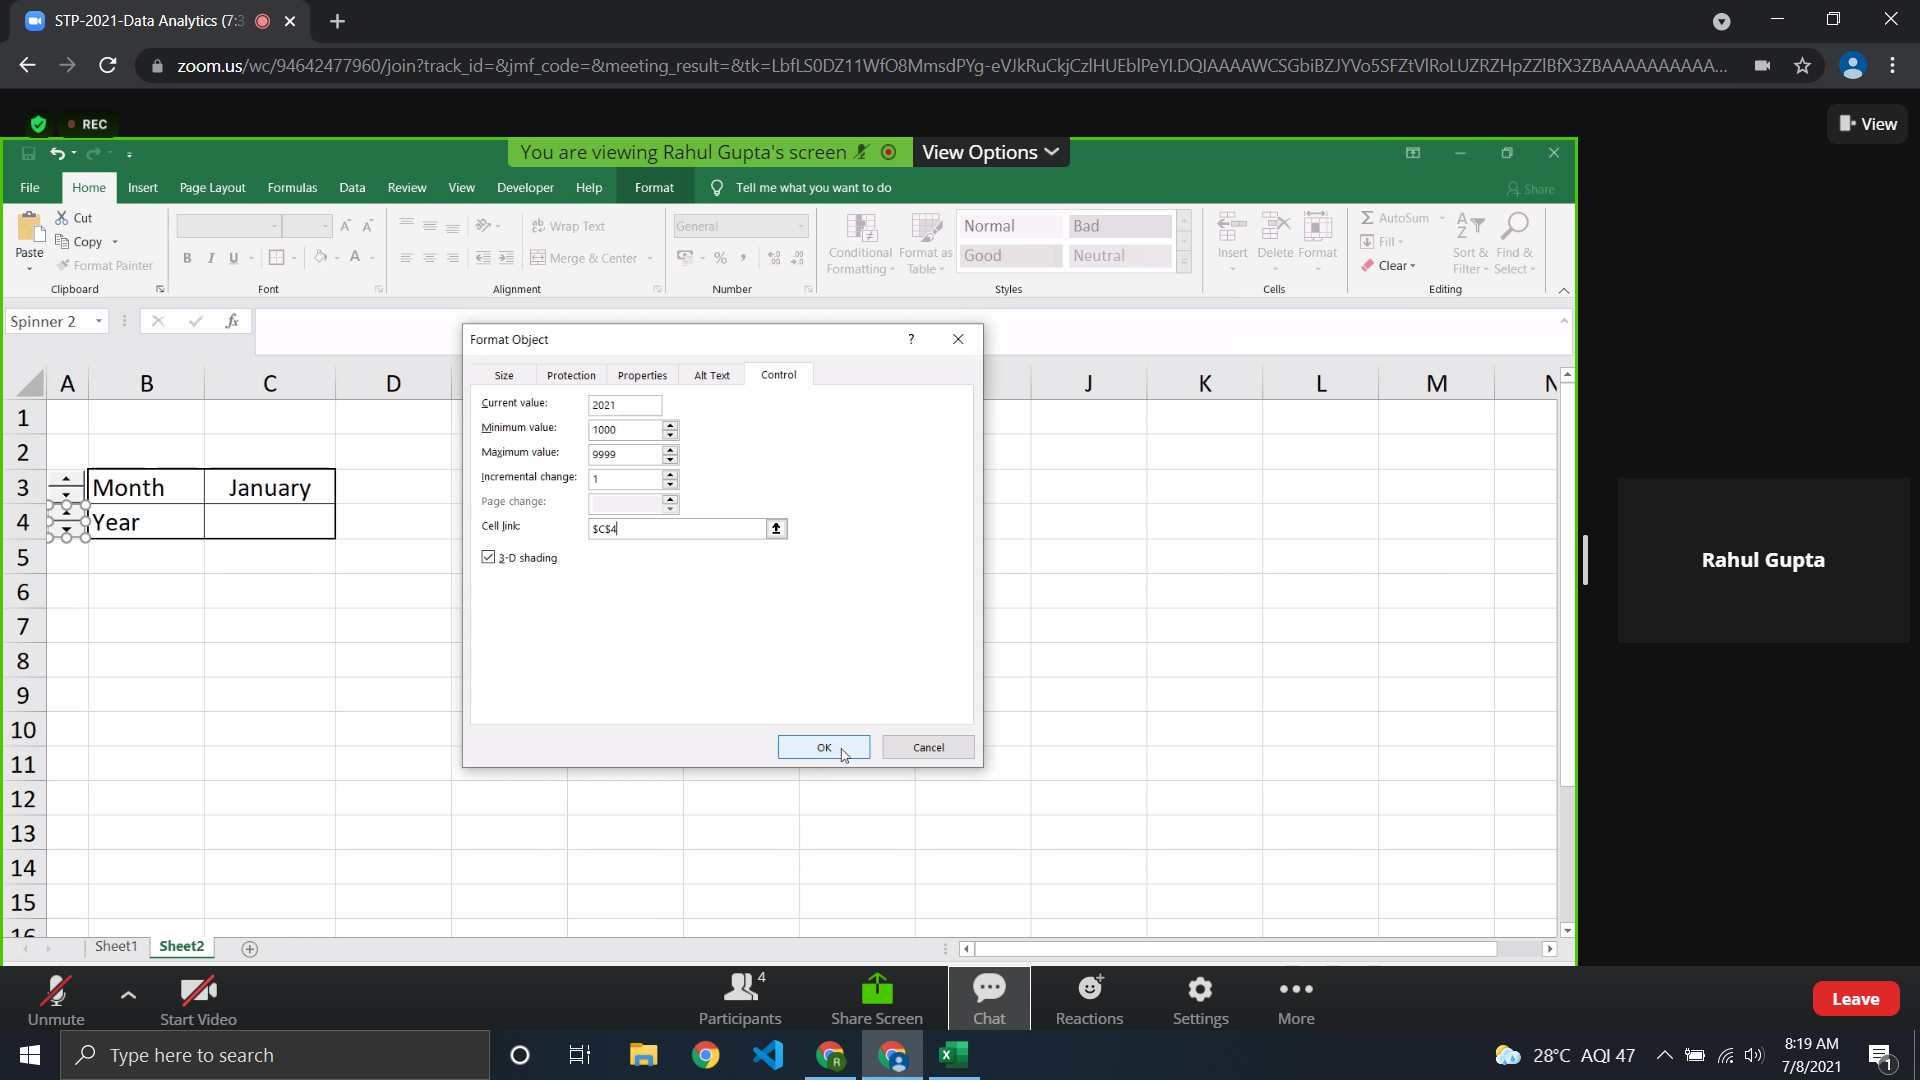 STP-2021-Data Analytics (7:3
zoom.us/wc/94642477960/join?track_id=&jmf_code=&meeting_result=&tk=
REC
View
You are viewing Rahul Gupta's screen
View Options
File Home Insert Page Layout Formulas Data Review View Developer Help Format Tell me what you want to do Share
Paste
Cut
Copy
Format Painter
Clipboard
B I U
Font
Wrap Text
Merge & Center
Alignment
General
Number
Conditional Formatting
Format as Table
Normal Bad
Good Neutral
Styles
Insert Delete Format
Cells
AutoSum
Fill
Clear
Sort & Filter
Find & Select
Editing
Spinner 2
fx
A B C D J K L M N
1
2
3 Month January
4 Year
5
6
7
8
9
10
11
12
13
14
15
16
Format Object
?
Size Protection Properties Alt Text Control
Current value: 2021
Minimum value: 1000
Maximum value: 9999
Incremental change: 1
Page change:
Cell link: $C$4
3-D shading
OK Cancel
Rahul Gupta
Sheet1 Sheet2
Unmute
Start Video
Participants 4
Share Screen
Chat
Reactions
Settings
More
Leave
Type here to search
28°C AQI 47
8:19 AM
7/8/2021
1